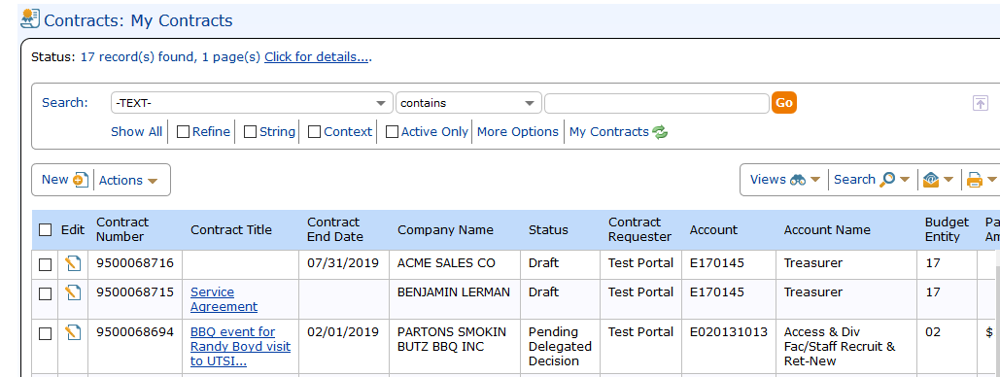 Contracts: My Contracts
Status: 17 record(s) found, 1 page(s) Click for details....
Search: -TEXT- contains Go
Show All Refine String Context Active Only More Options My Contracts
New Actions Views Search
Edit Contract Number Contract Title Contract End Date Company Name Status Contract Requester Account Account Name Budget Entity Pa Am
9500068716 07/31/2019 ACME SALES CO Draft Test Portal E170145 Treasurer 17
9500068715 Service Agreement BENJAMIN LERMAN Draft Test Portal E170145 Treasurer 17
9500068694 BBQ event for Randy Boyd visit to UTSI... 02/01/2019 PARTONS SMOKIN BUTZ BBQ INC Pending Delegated Decision Test Portal E020131013 Access & Div Fac/Staff Recruit & Ret-New 02 $